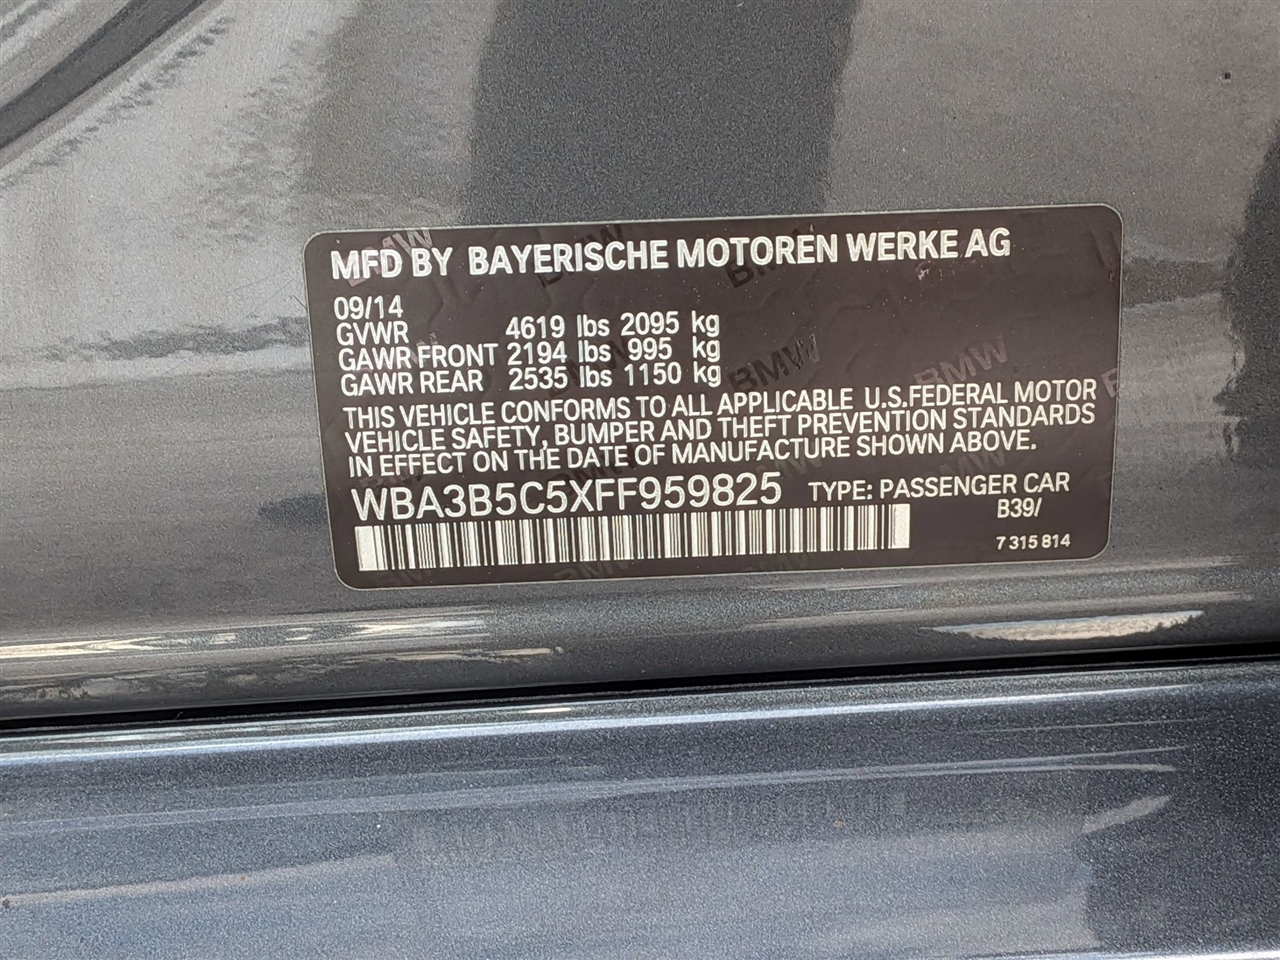 MFD BY BAYERISCHE MOTOREN WERKE AG
09/14
GVWR 4619 lbs 2095 kg
GAWR FRONT 2194 lbs 995 kg
GAWR REAR 2535 lbs 1150 kg
THIS VEHICLE CONFORMS TO ALL APPLICABLE U.S.FEDERAL MOTOR
VEHICLE SAFETY, BUMPER AND THEFT PREVENTION STANDARDS
IN EFFECT ON THE DATE OF MANUFACTURE SHOWN ABOVE.
WBA3B5C5XFF959825 TYPE: PASSENGER CAR
B39/
7 315 814